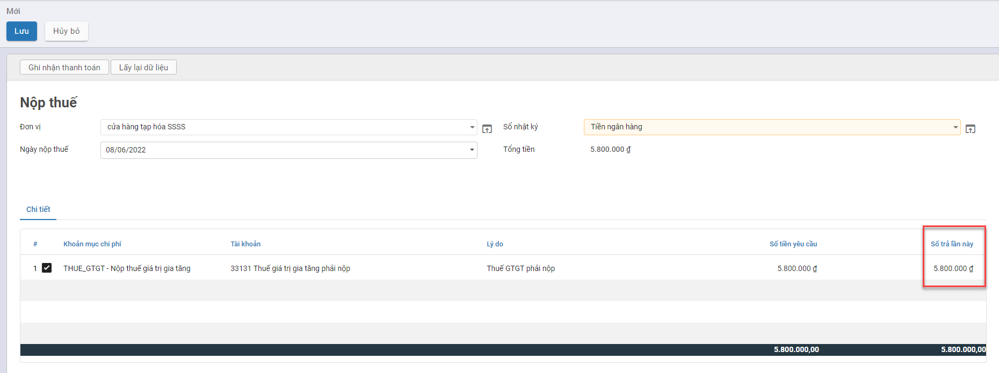 Mới
Lưu Hủy bỏ
Ghi nhận thanh toán Lấy lại dữ liệu
Nộp thuế
Đơn vị cửa hàng tạp hóa SSSS Sổ nhật ký Tiền ngân hàng
Ngày nộp thuế 08/06/2022 Tổng tiền 5.800.000 ₫
Chi tiết
# Khoản mục chi phí Tài khoản Lý do Số tiền yêu cầu Số trả lần này
1 THUE_GTGT - Nộp thuế giá trị gia tăng 33131 Thuế giá trị gia tăng phải nộp Thuế GTGT phải nộp 5.800.000 ₫ 5.800.000 ₫
5.800.000,00 5.800.000,00